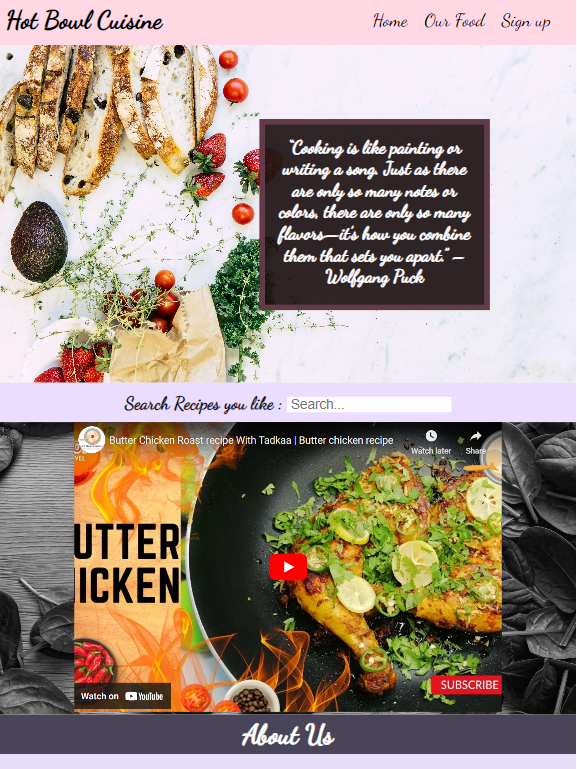 Hot Bowl Cuisine
Home Our Food Sign up
"Cooking is like painting or
writing a song. Just as there
are only so many notes or
colors, there are only so many
flavors—it's how you combine
them that sets you apart." –
Wolfgang Puck
Search Recipes you like : Search...
Butter Chicken Roast recipe With Tadkaa | Butter chicken recipe
Watch later
Share
UTTER
ICKEN
SUBSCRIBE
Watch on YouTube
About Us